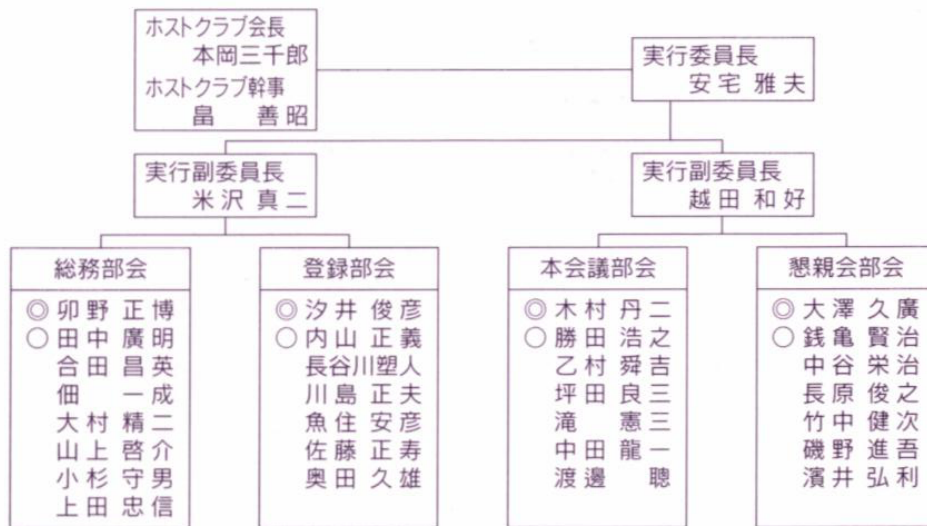 ホストクラブ会長
本岡三千郎
ホストクラブ幹事
畠 善昭
実行委員長
安宅 雅夫
実行副委員長
米沢 真二
実行副委員長
越田 和好
総務部会
◎ 卯野正博
○ 田中廣明
合田昌英
佃 一成
大村精二
山上啓介
小杉守男
上田忠信
登録部会
◎ 汐井俊彦
○ 内山正義
長谷川塑人
川島正夫
魚住安彦
佐藤正寿
奥田久雄
本会議部会
◎ 木村丹二
○ 勝田浩之
乙村舜吉
坪田良三
滝 憲三
中田龍一
渡邊 聰
懇親会部会
◎ 大澤久廣
○ 銭亀賢治
中谷栄治
長原俊之
竹中健次
磯野進吾
濱井弘利